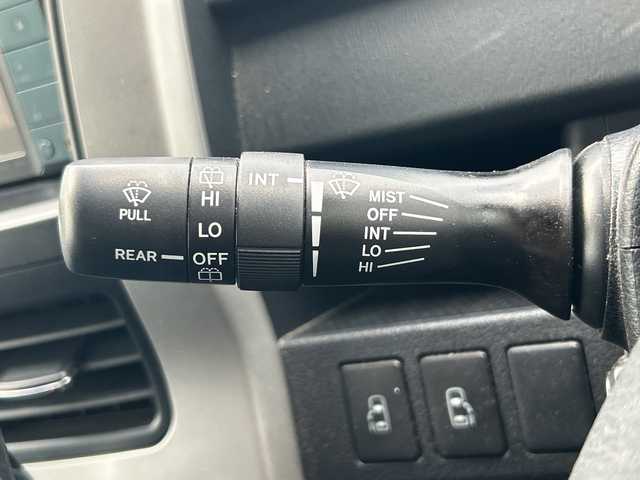 PULL
REAR
HI
LO
OFF
INT
MIST
OFF
INT
LO
HI